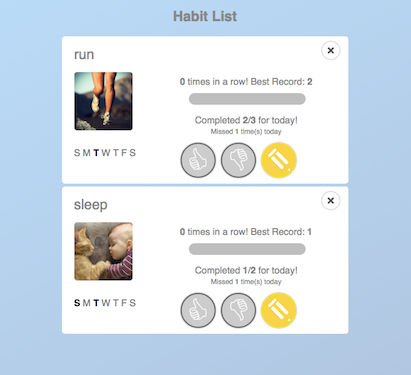 Habit List
run
0 times in a row! Best Record: 2
Completed 2/3 for today!
Missed 1 time(s) today
S M T W T F S
sleep
0 times in a row! Best Record: 1
Completed 1/2 for today!
Missed 1 time(s) today
S M T W T F S